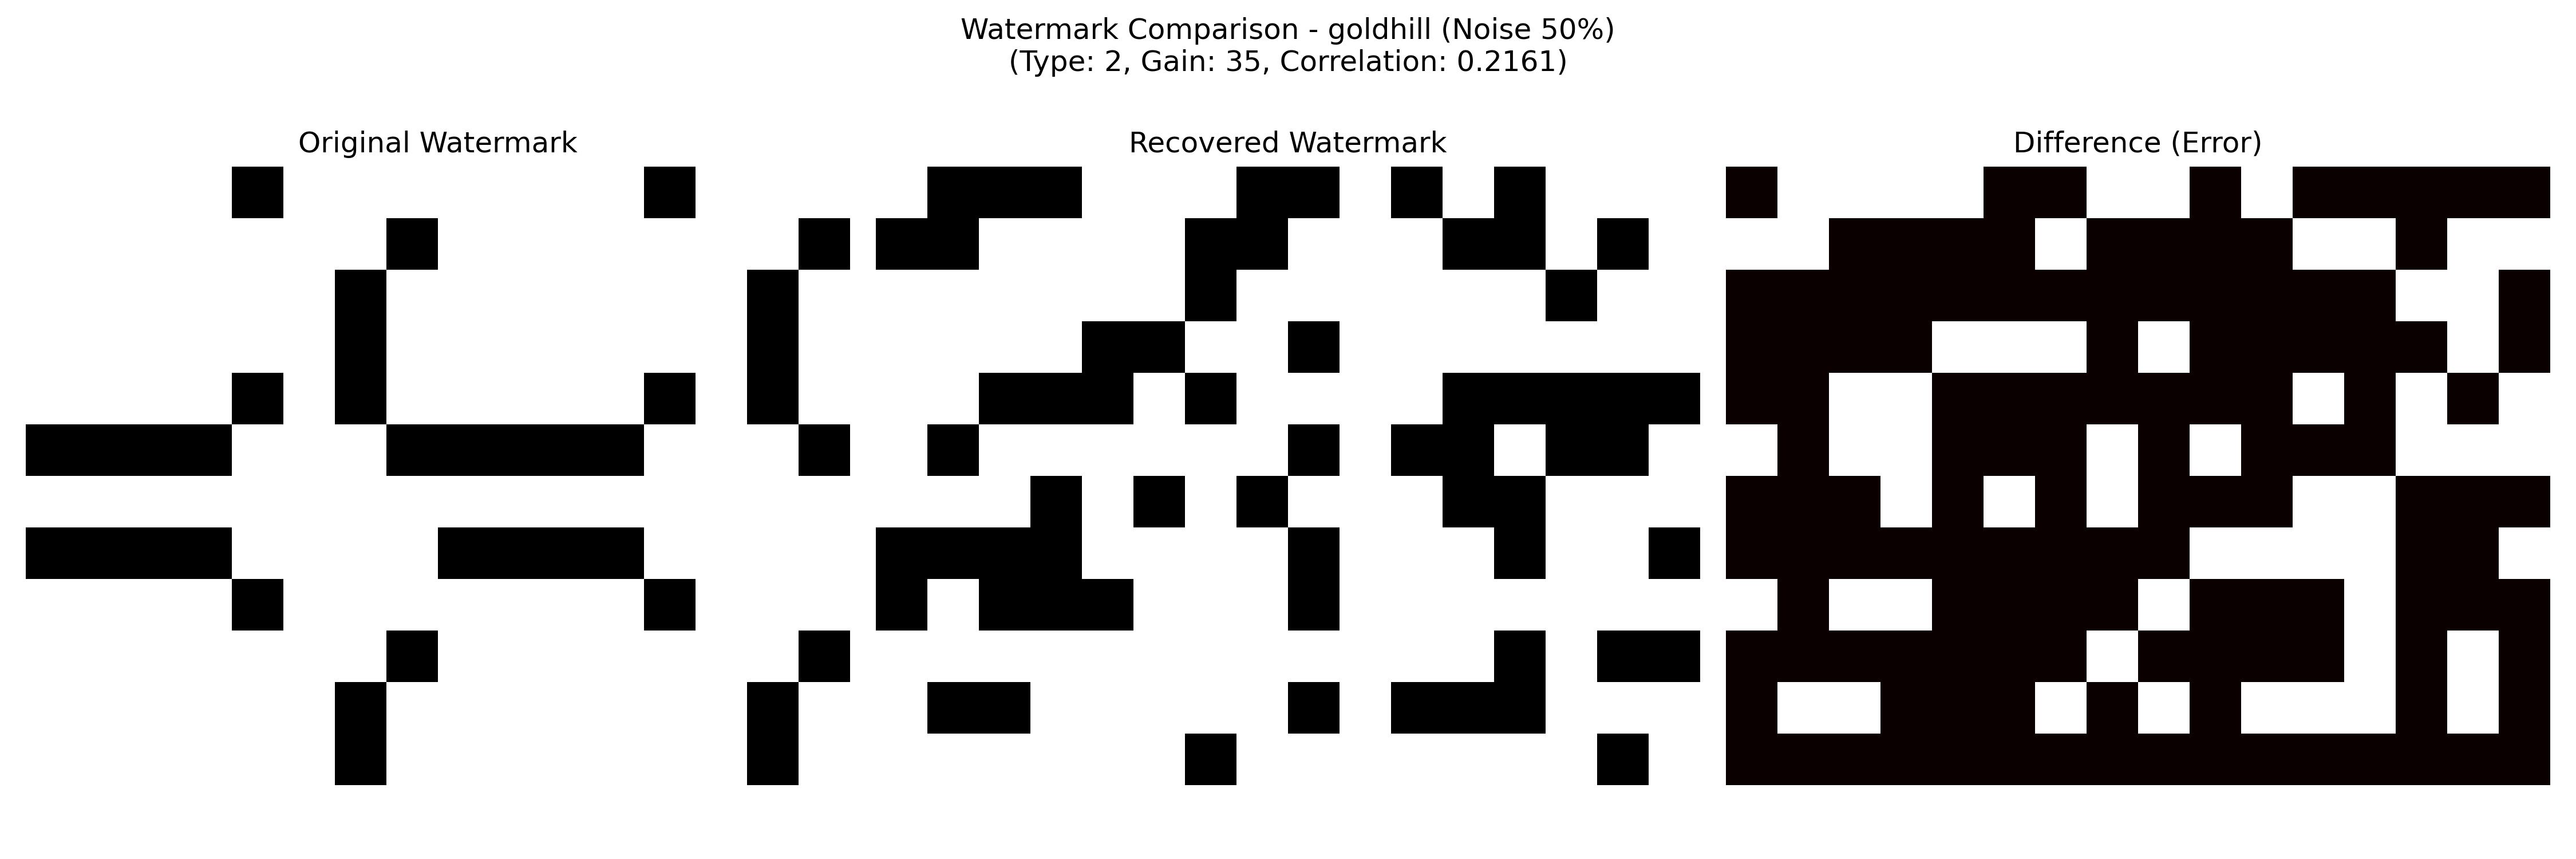 Watermark Comparison - goldhill (Noise 50%)
(Type: 2, Gain: 35, Correlation: 0.2161)
Original Watermark
Recovered Watermark
Difference (Error)